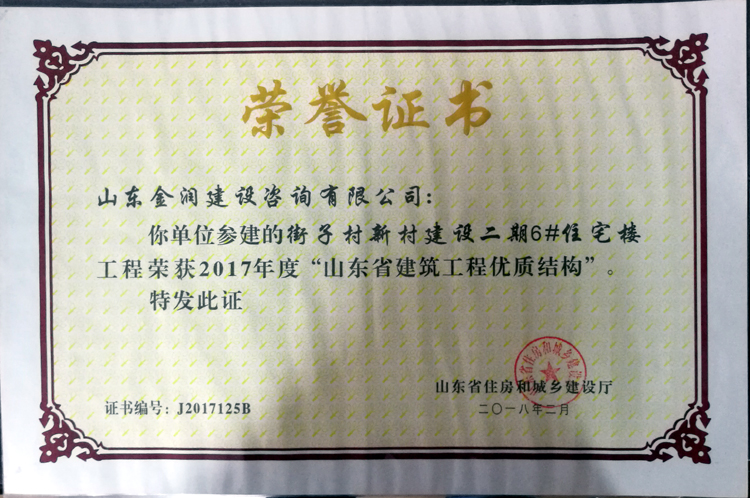 荣誉证书
山东金润建设咨询有限公司：
你单位参建的街子村新村建设二期6#住宅楼
工程荣获2017年度“山东省建筑工程优质结构”。
特发此证
山东省住房和城乡建设厅
证书编号：J2017125B
二〇一八年二月